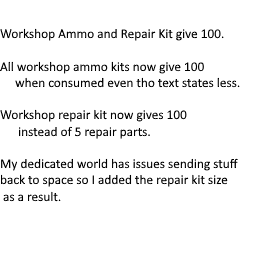 Workshop Ammo and Repair Kit give 100.
All workshop ammo kits now give 100
when consumed even tho text states less.
Workshop repair kit now gives 100
instead of 5 repair parts.
My dedicated world has issues sending stuff
back to space so I added the repair kit size
as a result.